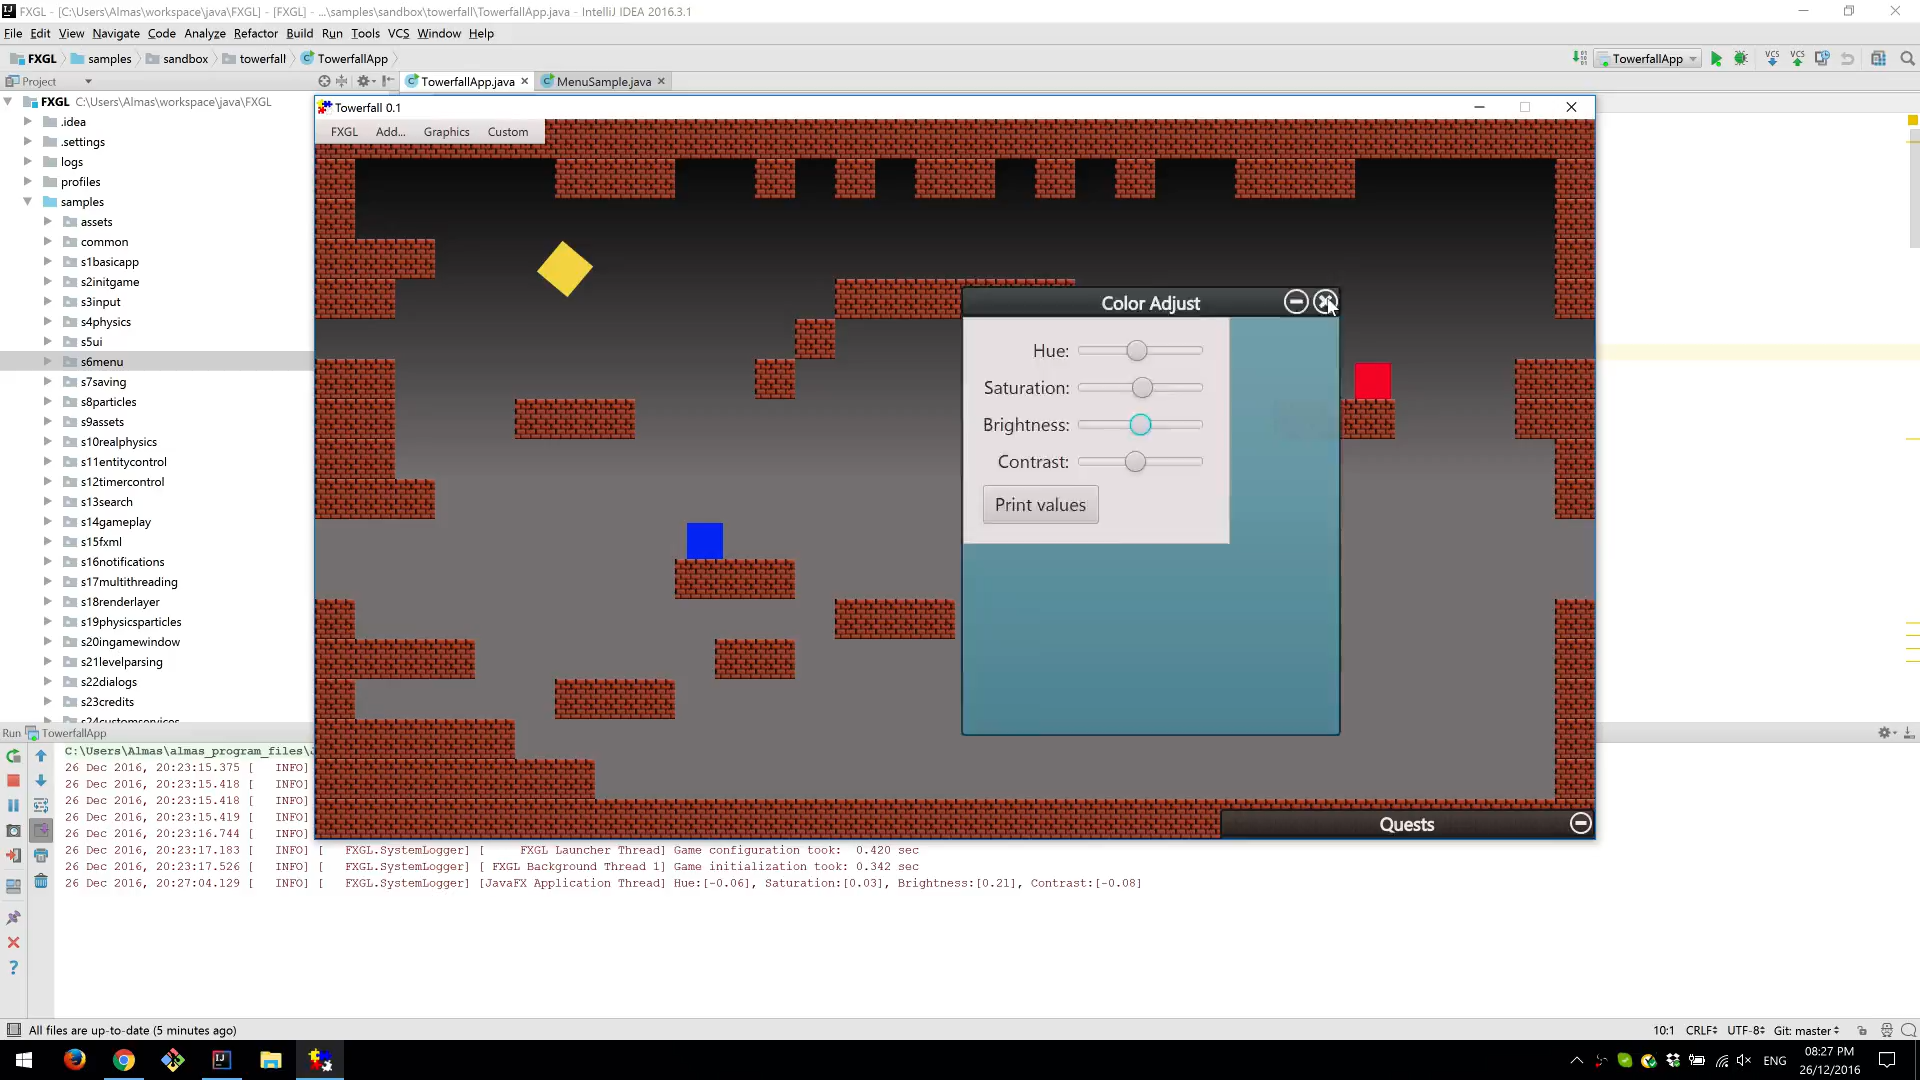 FXGL - [C:\Users\Almas\workspace\java\FXGL] - [FXGL] - ...\samples\sandbox\towerfall\TowerfallApp.java - IntelliJ IDEA 2016.3.1
File Edit View Navigate Code Analyze Refactor Build Run Tools VCS Window Help
FXGL samples sandbox towerfall TowerfallApp
TowerfallApp
VCS VCS
Project
TowerfallApp.java MenuSample.java
FXGL C:\Users\Almas\workspace\java\FXGL
.idea
.settings
logs
profiles
samples
assets
common
s1basicapp
s2initgame
s3input
s4physics
s5ui
s6menu
s7saving
s8particles
s9assets
s10realphysics
s11entitycontrol
s12timercontrol
s13search
s14gameplay
s15fxml
s16notifications
s17multithreading
s18renderlayer
s19physicsparticles
s20ingamewindow
s21levelparsing
s22dialogs
s23credits
s24customservices
Towerfall 0.1
FXGL Add... Graphics Custom
Color Adjust
Hue:
Saturation:
Brightness:
Contrast:
Print values
Quests
Run TowerfallApp
C:\Users\Almas\almas_program_files\
26 Dec 2016, 20:23:15.375 [ INFO]
26 Dec 2016, 20:23:15.418 [ INFO]
26 Dec 2016, 20:23:15.418 [ INFO]
26 Dec 2016, 20:23:15.419 [ INFO]
26 Dec 2016, 20:23:16.744 [ INFO]
26 Dec 2016, 20:23:17.183 [ INFO] [ FXGL.SystemLogger] [ FXGL Launcher Thread] Game configuration took: 0.420 sec
26 Dec 2016, 20:23:17.526 [ INFO] [ FXGL.SystemLogger] [ FXGL Background Thread 1] Game initialization took: 0.342 sec
26 Dec 2016, 20:27:04.129 [ INFO] [ FXGL.SystemLogger] [JavaFX Application Thread] Hue:[-0.06], Saturation:[0.03], Brightness:[0.21], Contrast:[-0.08]
All files are up-to-date (5 minutes ago)
10:1 CRLF UTF-8 Git: master
ENG
08:27 PM
26/12/2016